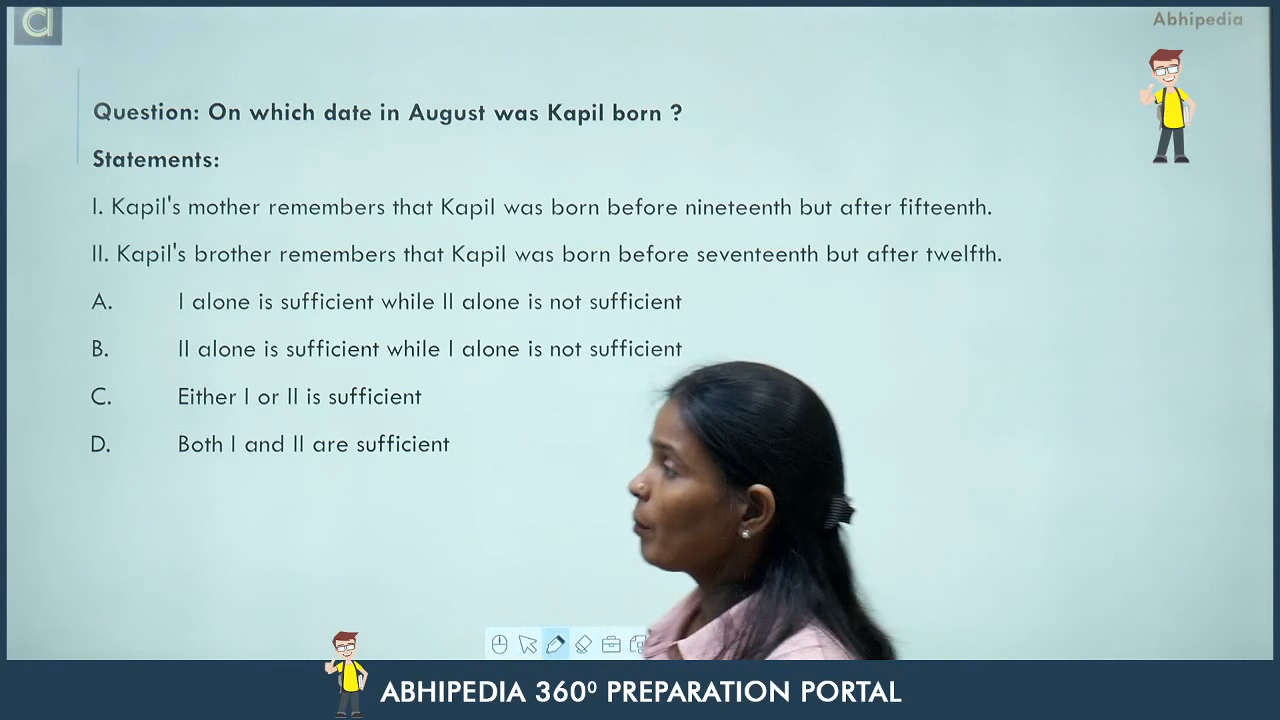 a
Abhipedia
Question: On which date in August was Kapil born ?
Statements:
I. Kapil's mother remembers that Kapil was born before nineteenth but after fifteenth.
II. Kapil's brother remembers that Kapil was born before seventeenth but after twelfth.
A. I alone is sufficient while II alone is not sufficient
B. II alone is sufficient while I alone is not sufficient
C. Either I or II is sufficient
D. Both I and II are sufficient
ABHIPEDIA 360⁰ PREPARATION PORTAL